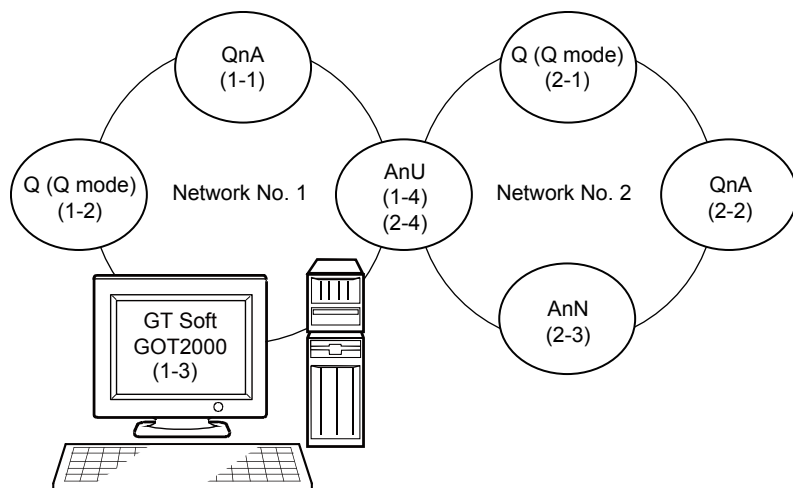 QnA
(1-1)
Q (Q mode)
(2-1)
Q (Q mode)
(1-2)
Network No. 1
AnU
(1-4)
(2-4)
Network No. 2
QnA
(2-2)
GT Soft
GOT2000
(1-3)
AnN
(2-3)